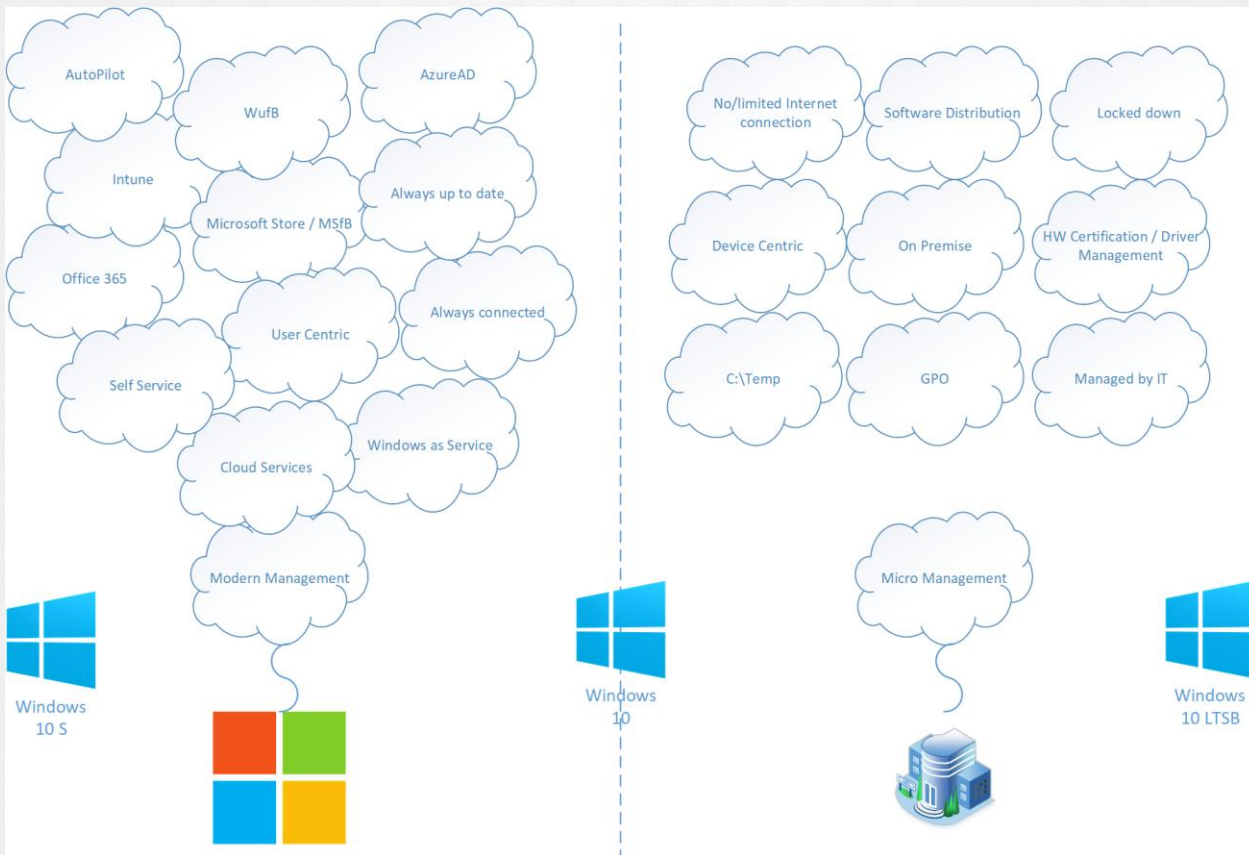 AutoPilot
WufB
AzureAD
Intune
Microsoft Store / MSfB
Always up to date
Office 365
User Centric
Always connected
Self Service
Cloud Services
Windows as Service
Modern Management
Windows
10 S
Windows
10
No/limited Internet
connection
Software Distribution
Locked down
Device Centric
On Premise
HW Certification / Driver
Management
C:\Temp
GPO
Managed by IT
Micro Management
Windows
10 LTSB